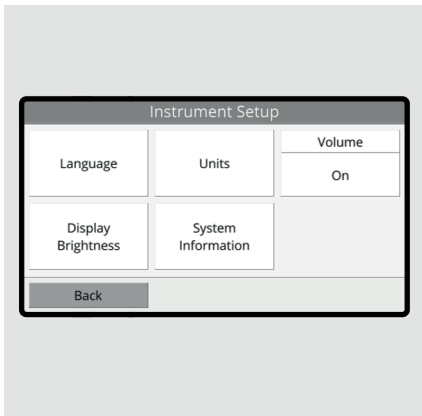 Instrument Setup
Language
Units
Volume
On
Display
Brightness
System
Information
Back